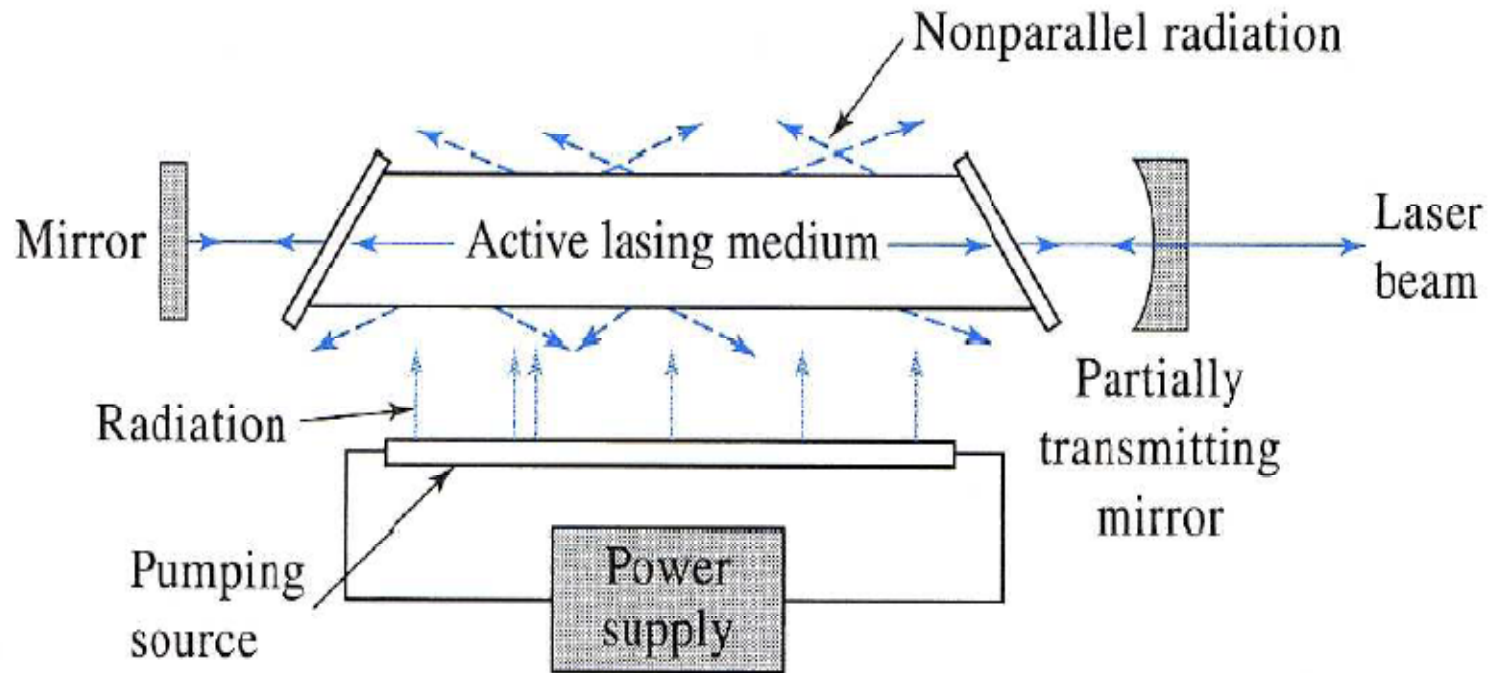 Nonparallel radiation
Mirror
Active lasing medium
Laser
beam
Radiation
Partially
transmitting
mirror
Pumping
source
Power
supply